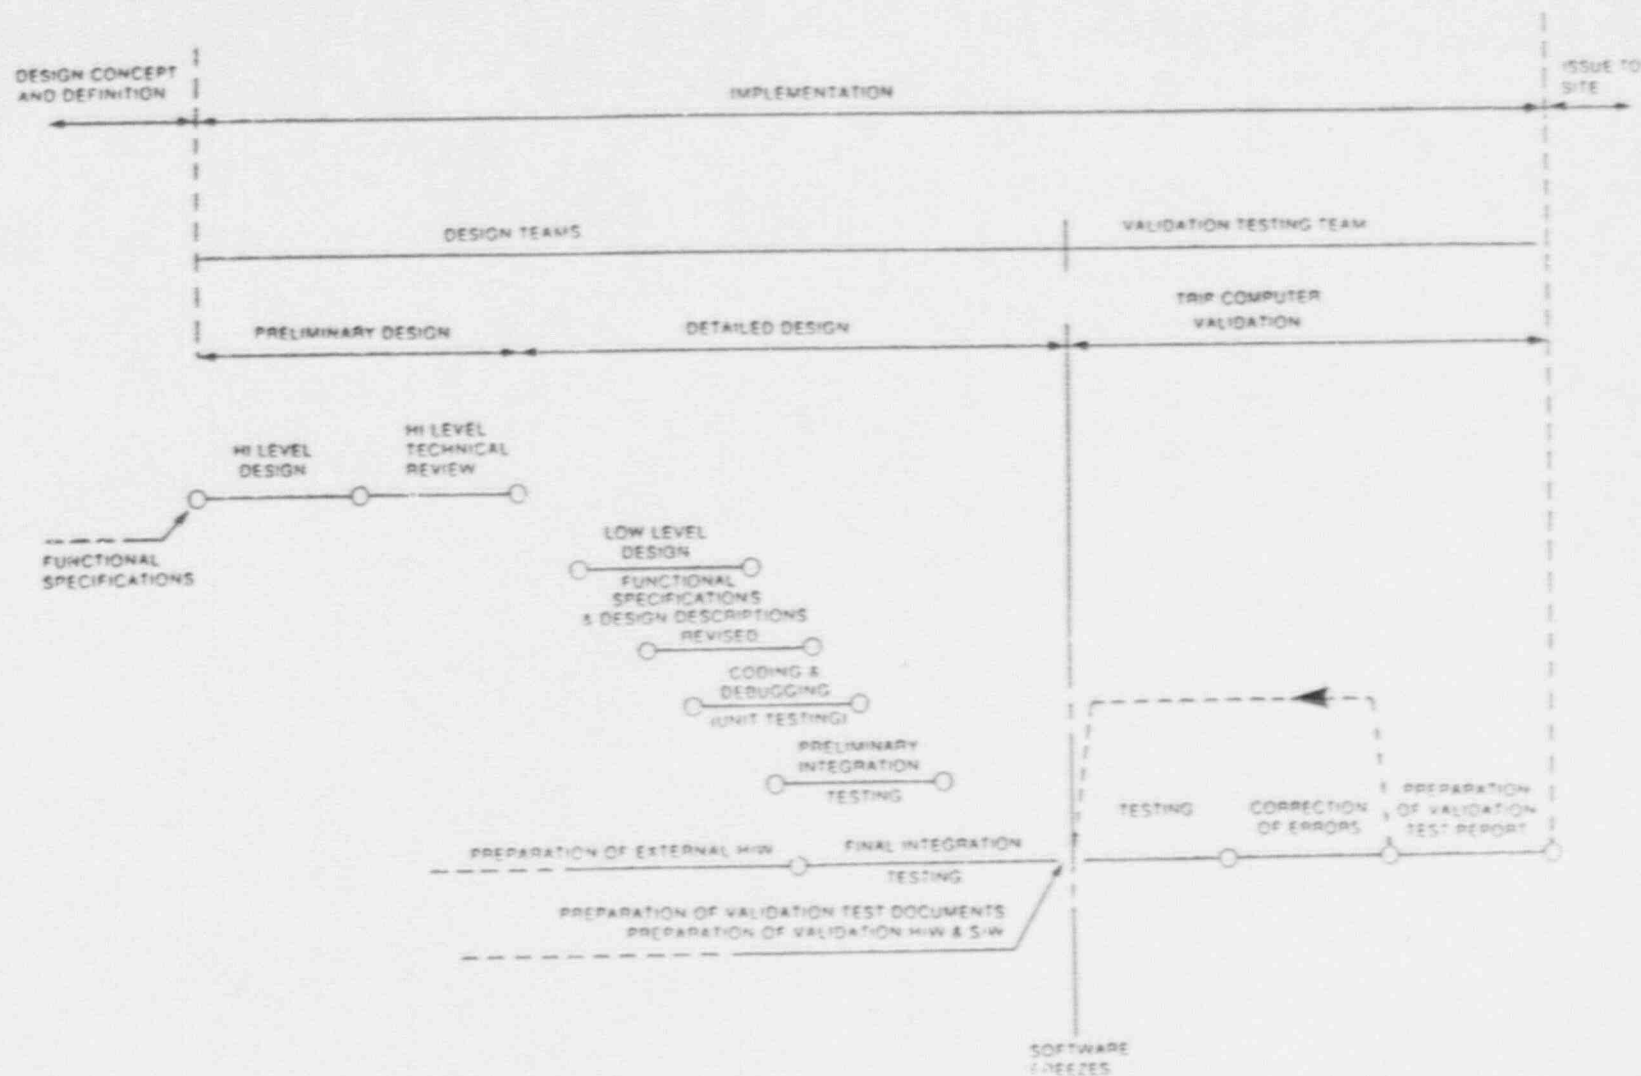 DESIGN CONCEPT
AND DEFINITION
IMPLEMENTATION
ISSUE TO
SITE
DESIGN TEAMS
VALIDATION TESTING TEAM
PRELIMINARY DESIGN
DETAILED DESIGN
TRIP COMPUTER
VALIDATION
HI LEVEL
DESIGN
HI LEVEL
TECHNICAL
REVIEW
FUNCTIONAL
SPECIFICATIONS
LOW LEVEL
DESIGN
FUNCTIONAL
SPECIFICATIONS
& DESIGN DESCRIPTIONS
REVISED
CODING &
DEBUGGING
(UNIT TESTING)
PRELIMINARY
INTEGRATION
TESTING
TESTING
CORRECTION
OF ERRORS
PREPARATION
OF VALIDATION
TEST REPORT
PREPARATION OF EXTERNAL H/W
FINAL INTEGRATION
TESTING
PREPARATION OF VALIDATION TEST DOCUMENTS
PREPARATION OF VALIDATION H/W & S/W
SOFTWARE
FREEZES